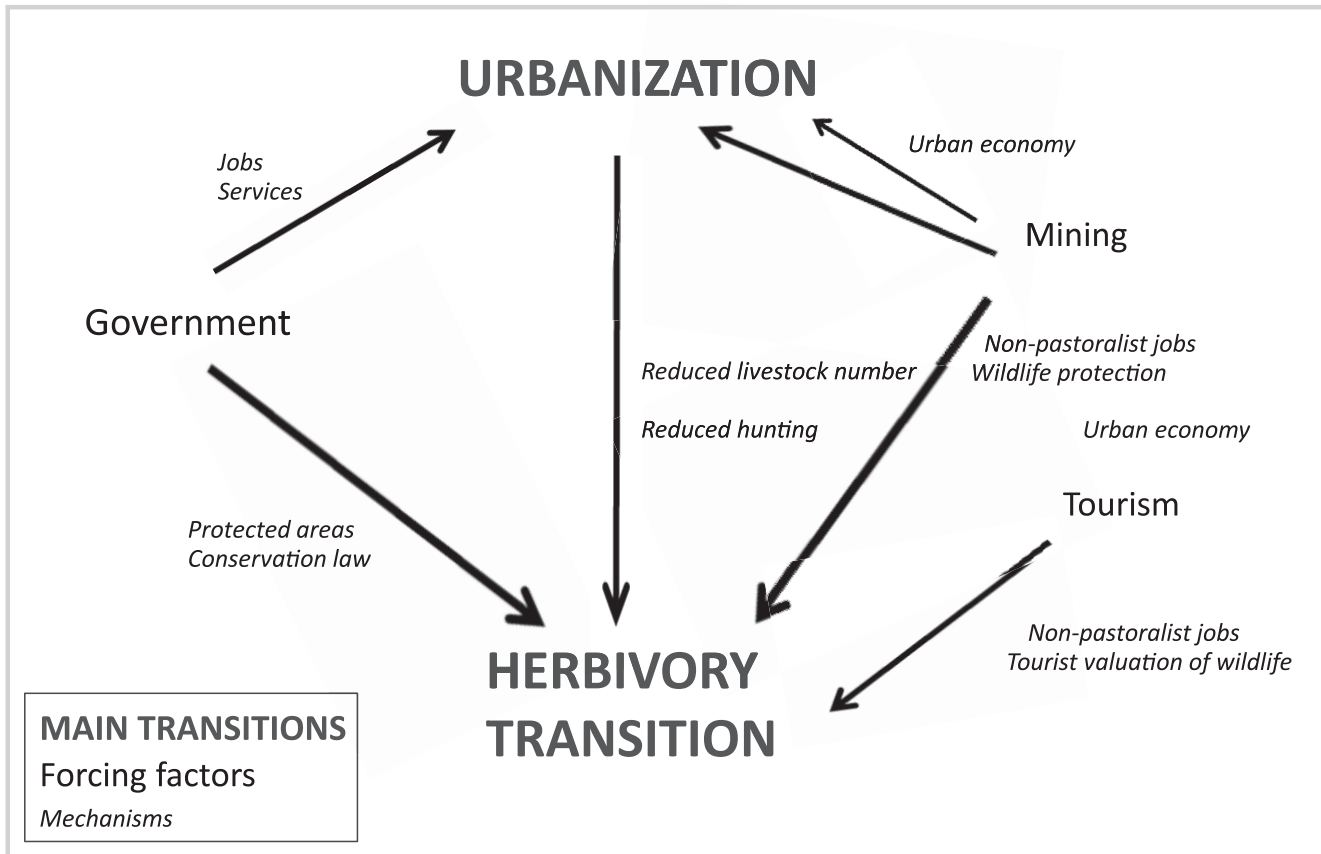 URBANIZATION
Jobs
Services
Urban economy
Mining
Government
Reduced livestock number
Reduced hunting
Non-pastoralist jobs
Wildlife protection
Urban economy
Tourism
Protected areas
Conservation law
Non-pastoralist jobs
Tourist valuation of wildlife
HERBIVORY
TRANSITION
MAIN TRANSITIONS
Forcing factors
Mechanisms